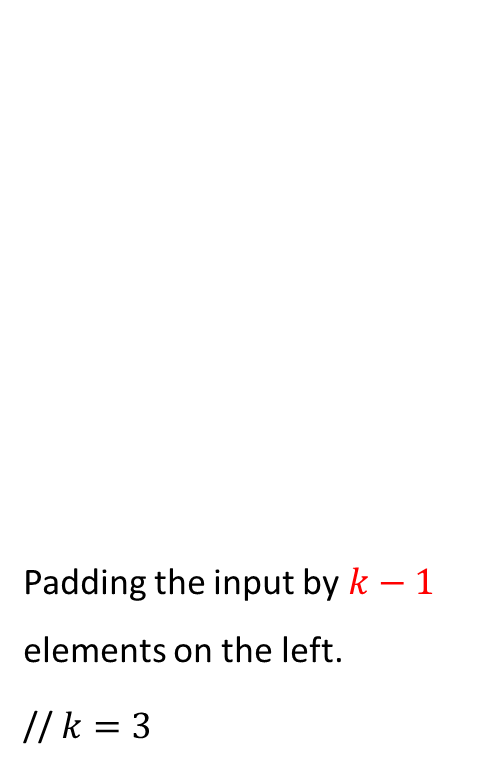 Padding the input by k − 1
elements on the left.
// k = 3